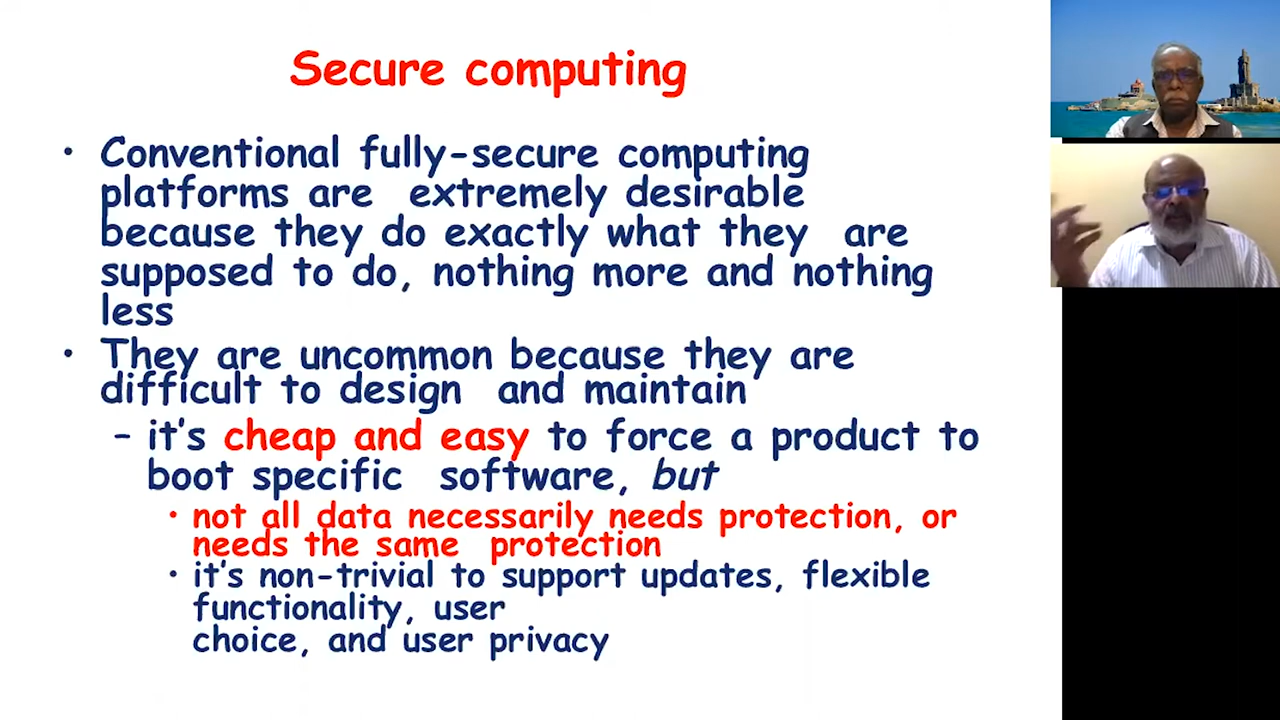 Secure computing
• Conventional fully-secure computing
platforms are extremely desirable
because they do exactly what they are
supposed to do, nothing more and nothing
less
• They are uncommon because they are
difficult to design and maintain
– it's cheap and easy to force a product to
boot specific software, but
• not all data necessarily needs protection, or
needs the same protection
• it's non-trivial to support updates, flexible
functionality, user
choice, and user privacy